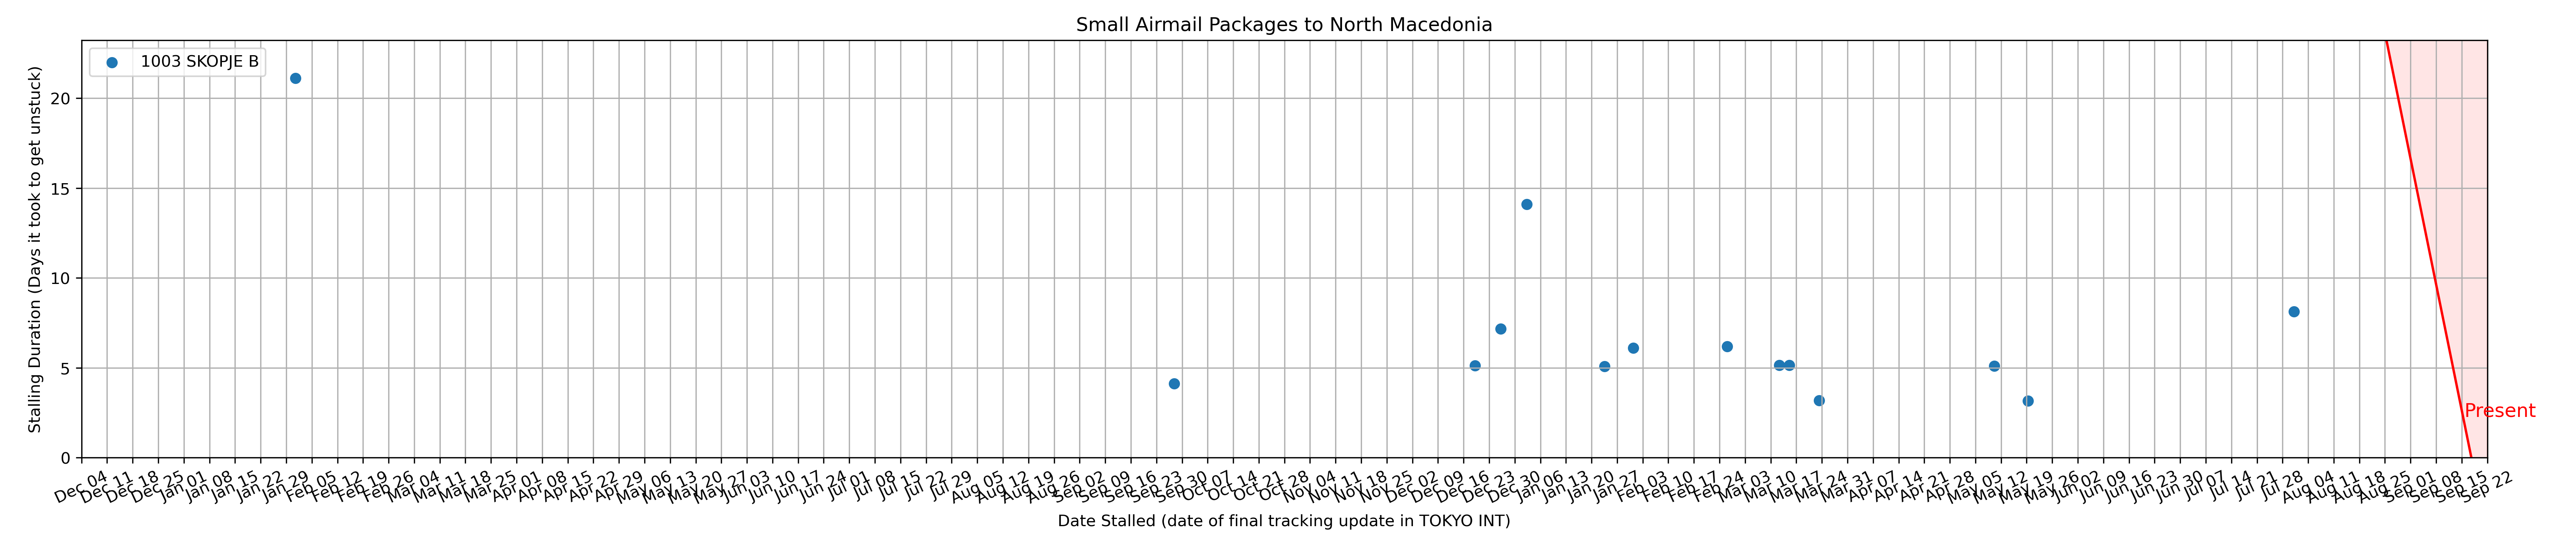 Small Airmail Packages to North Macedonia
1003 SKOPJE B
Stalling Duration (Days it took to get unstuck)
20
15
10
5
0
Present
Dec 04 Dec 11 Dec 18 Dec 25 Jan 01 Jan 08 Jan 15 Jan 22 Jan 29 Feb 05 Feb 12 Feb 19 Feb 26 Mar 04 Mar 11 Mar 18 Mar 25 Apr 01 Apr 08 Apr 15 Apr 22 Apr 29 May 06 May 13 May 20 May 27 Jun 03 Jun 10 Jun 17 Jun 24 Jul 01 Jul 08 Jul 15 Jul 22 Jul 29 Aug 05 Aug 12 Aug 19 Aug 26 Sep 02 Sep 09 Sep 16 Sep 23 Sep 30 Oct 07 Oct 14 Oct 21 Oct 28 Nov 04 Nov 11 Nov 18 Nov 25 Dec 02 Dec 09 Dec 16 Dec 23 Dec 30 Jan 06 Jan 13 Jan 20 Jan 27 Feb 03 Feb 10 Feb 17 Feb 24 Mar 03 Mar 10 Mar 17 Mar 24 Mar 31 Apr 07 Apr 14 Apr 21 Apr 28 May 05 May 12 May 19 May 26 Jun 02 Jun 09 Jun 16 Jun 23 Jun 30 Jul 07 Jul 14 Jul 21 Jul 28 Aug 04 Aug 11 Aug 18 Aug 25 Sep 01 Sep 08 Sep 15 Sep 22
Date Stalled (date of final tracking update in TOKYO INT)